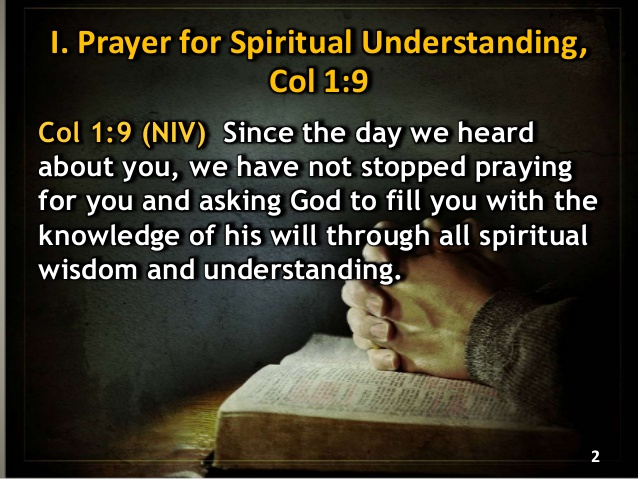 I. Prayer for Spiritual Understanding,
Col 1:9
Col 1:9 (NIV) Since the day we heard
about you, we have not stopped praying
for you and asking God to fill you with the
knowledge of his will through all spiritual
wisdom and understanding.
2